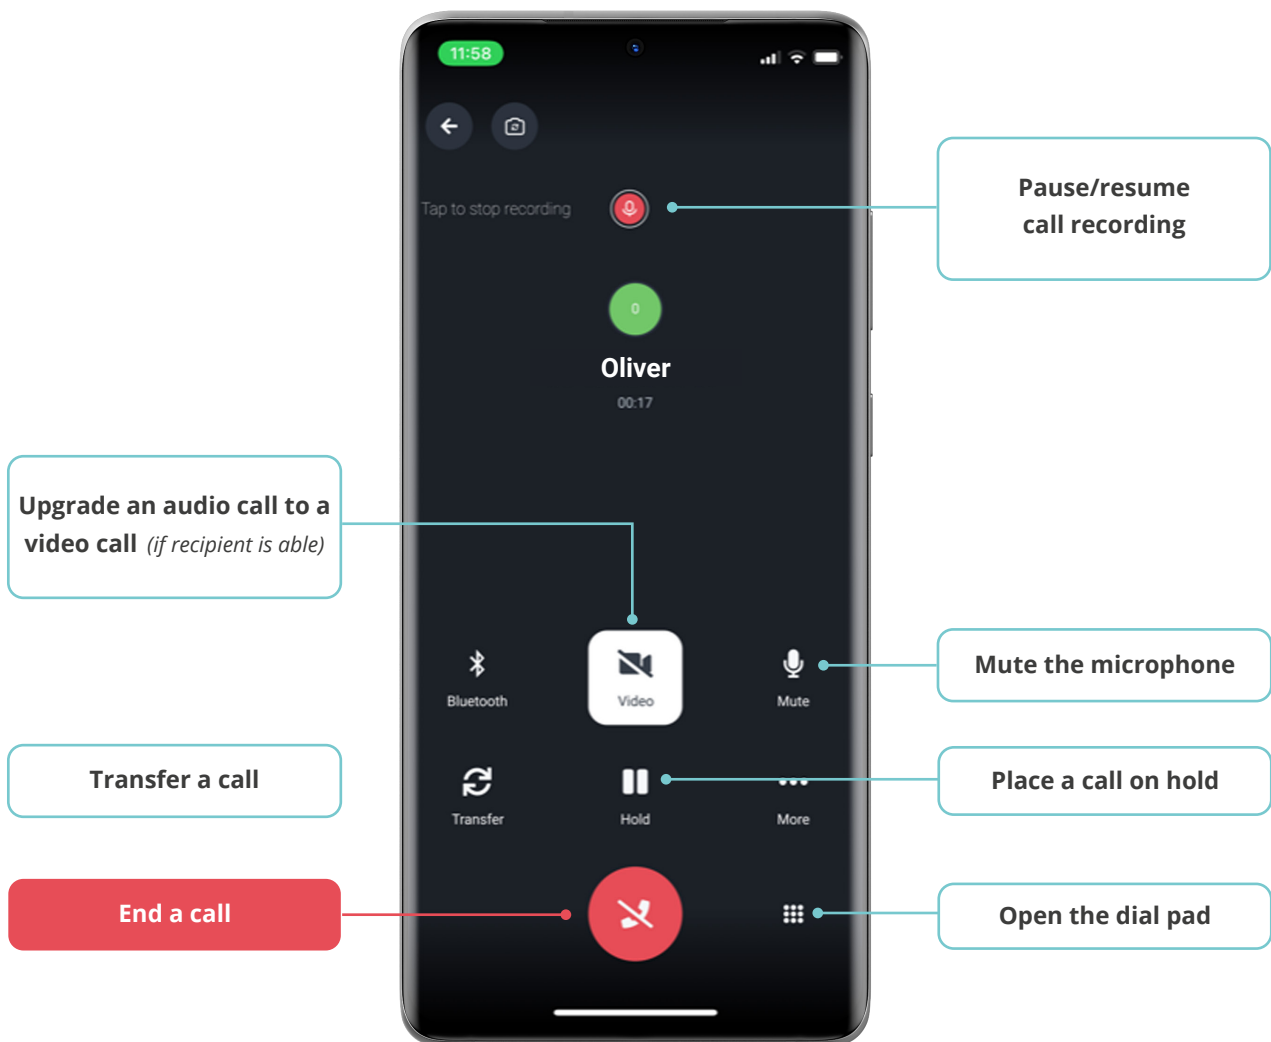 11:58
Tap to stop recording
Pause/resume
call recording
0
Oliver
00:17
Upgrade an audio call to a
video call (if recipient is able)
Bluetooth
Video
Mute
Mute the microphone
Transfer a call
Transfer
Hold
More
Place a call on hold
End a call
Open the dial pad